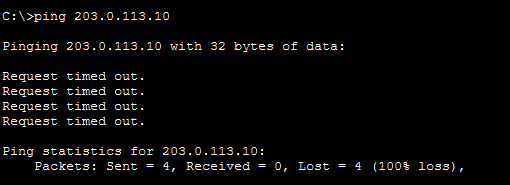 C:\>ping 203.0.113.10
Pinging 203.0.113.10 with 32 bytes of data:
Request timed out.
Request timed out.
Request timed out.
Request timed out.
Ping statistics for 203.0.113.10:
    Packets: Sent = 4, Received = 0, Lost = 4 (100% loss),